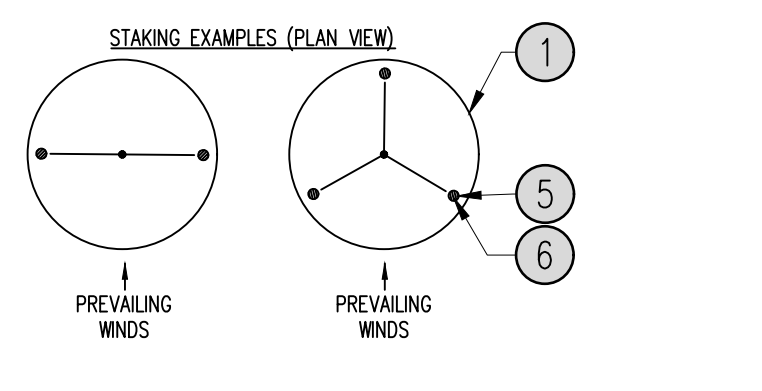 STAKING EXAMPLES (PLAN VIEW)
1
5
6
PREVAILING
WINDS
PREVAILING
WINDS